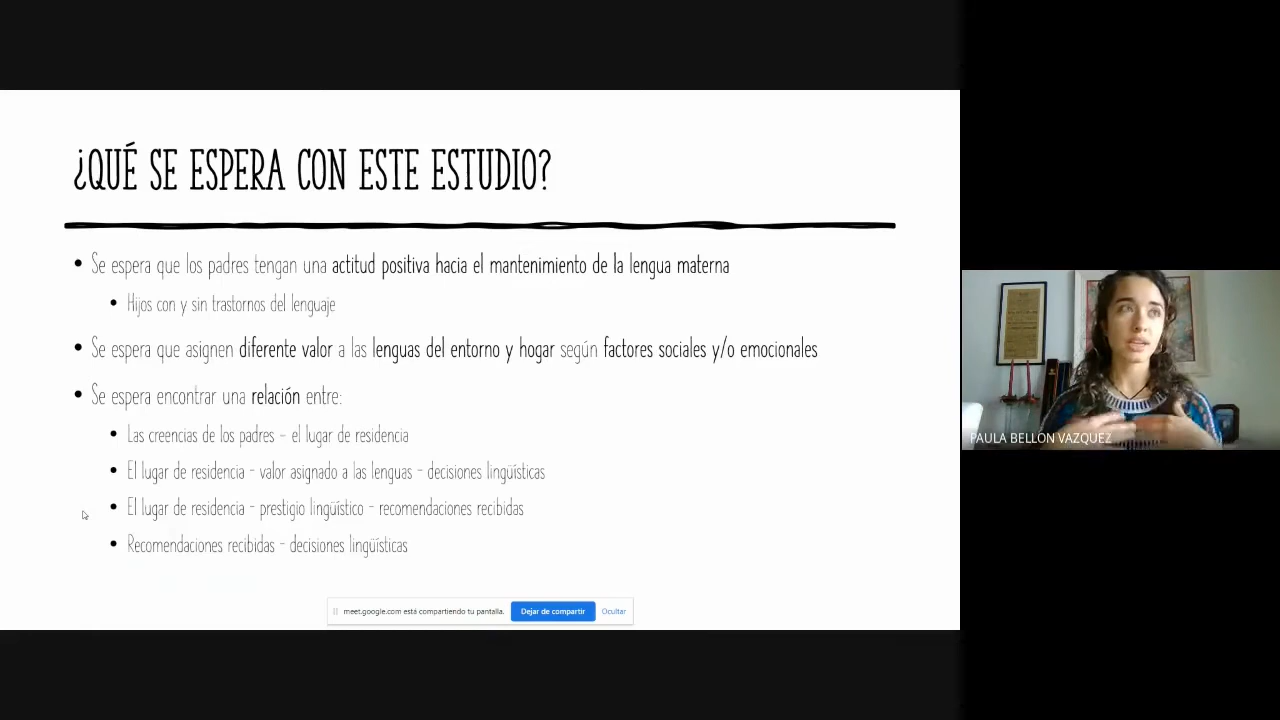 ¿QUÉ SE ESPERA CON ESTE ESTUDIO?
• Se espera que los padres tengan una actitud positiva hacia el mantenimiento de la lengua materna
• Hijos con y sin trastornos del lenguaje
• Se espera que asignen diferente valor a las lenguas del entorno y hogar según factores sociales y/o emocionales
• Se espera encontrar una relación entre:
• Las creencias de los padres – el lugar de residencia
• El lugar de residencia - valor asignado a las lenguas - decisiones lingüísticas
• El lugar de residencia - prestigio lingüístico - recomendaciones recibidas
• Recomendaciones recibidas - decisiones lingüísticas
meet.google.com está compartiendo tu pantalla.
Dejar de compartir
Ocultar
PAULA BELLON VAZQUEZ